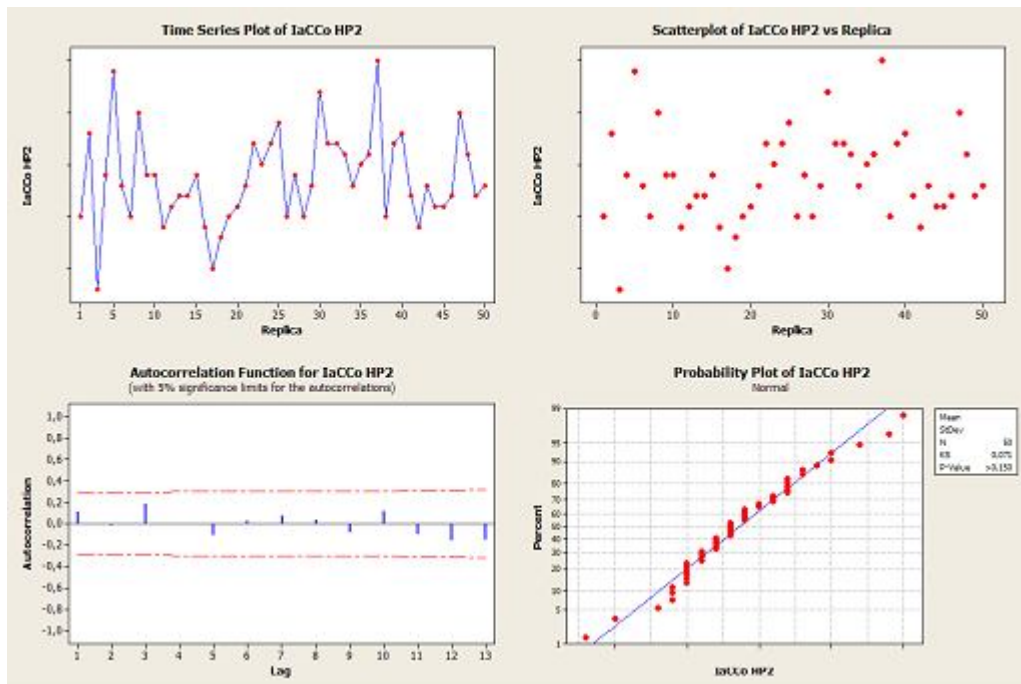 Time Series Plot of IaCCo HP2
IaCCo HP2
1 5 10 15 20 25 30 35 40 45 50
Replica
Scatterplot of IaCCo HP2 vs Replica
IaCCo HP2
0 10 20 30 40 50
Replica
Autocorrelation Function for IaCCo HP2
(with 5% significance limits for the autocorrelations)
Autocorrelation
1,0
0,8
0,6
0,4
0,2
0,0
-0,2
-0,4
-0,6
-0,8
-1,0
1 2 3 4 5 6 7 8 9 10 11 12 13
Lag
Probability Plot of IaCCo HP2
Normal
Percent
99
95
90
80
70
60
50
40
30
20
10
5
1
IaCCo HP2
Mean
StDev
N 50
KS 0,071
P-Value >0,150